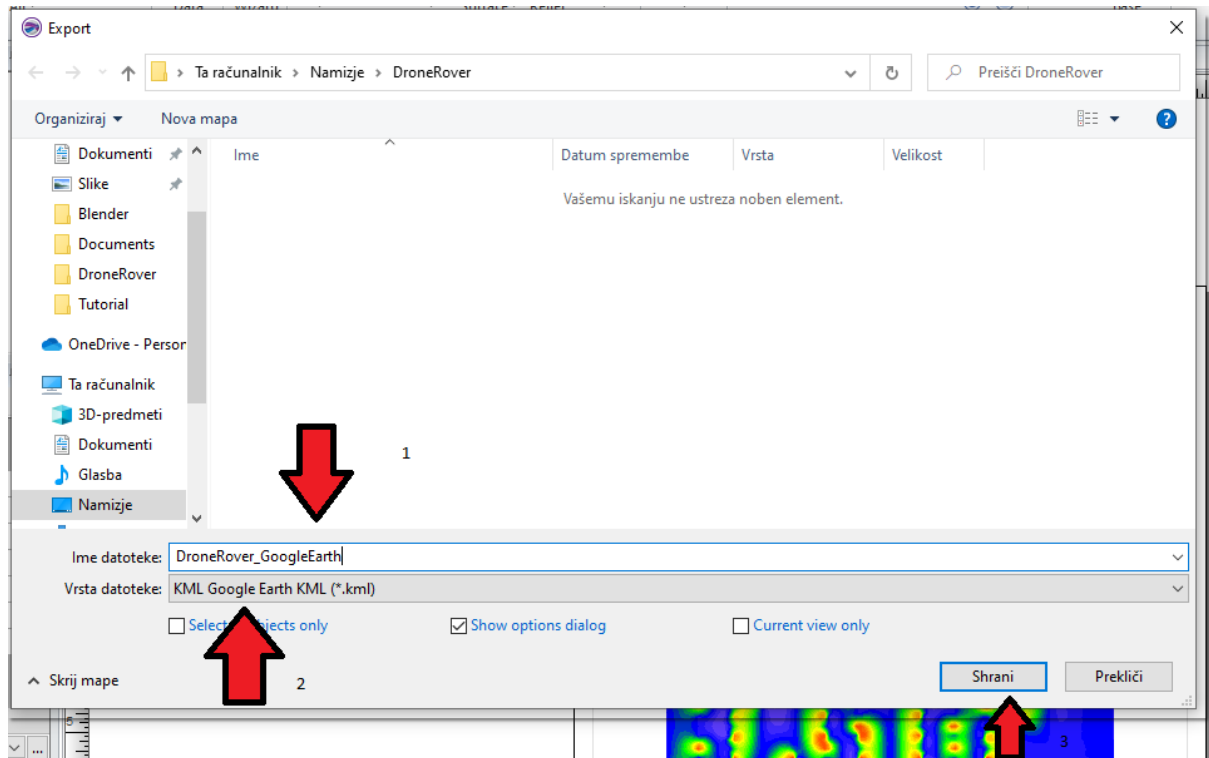 Export
Ta računalnik > Namizje > DroneRover
Preišči DroneRover
Organiziraj
Nova mapa
Dokumenti
Slike
Blender
Documents
DroneRover
Tutorial
OneDrive - Person
Ta računalnik
3D-predmeti
Dokumenti
Glasba
Namizje
Ime
Datum spremembe
Vrsta
Velikost
Vašemu iskanju ne ustreza noben element.
1
Ime datoteke: DroneRover_GoogleEarth
Vrsta datoteke: KML Google Earth KML (*.kml)
Show options dialog
Current view only
2
Skrij mape
Shrani
Prekliči
5
...
3